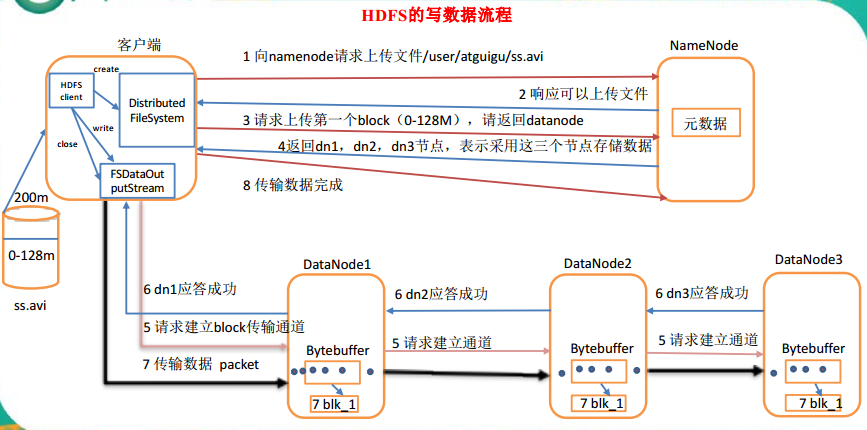 HDFS的写数据流程
客户端
NameNode
1 向namenode请求上传文件/user/atguigu/ss.avi
create
HDFS
client
Distributed
FileSystem
2 响应可以上传文件
3 请求上传第一个block（0-128M），请返回datanode
元数据
write
close
4返回dn1，dn2，dn3节点，表示采用这三个节点存储数据
FSDataOut
putStream
8 传输数据完成
200m
0-128m
ss.avi
DataNode1
DataNode2
DataNode3
6 dn1应答成功
6 dn2应答成功
6 dn3应答成功
5 请求建立block传输通道
5 请求建立通道
5 请求建立通道
Bytebuffer
Bytebuffer
Bytebuffer
7 传输数据 packet
7 blk_1
7 blk_1
7 blk_1